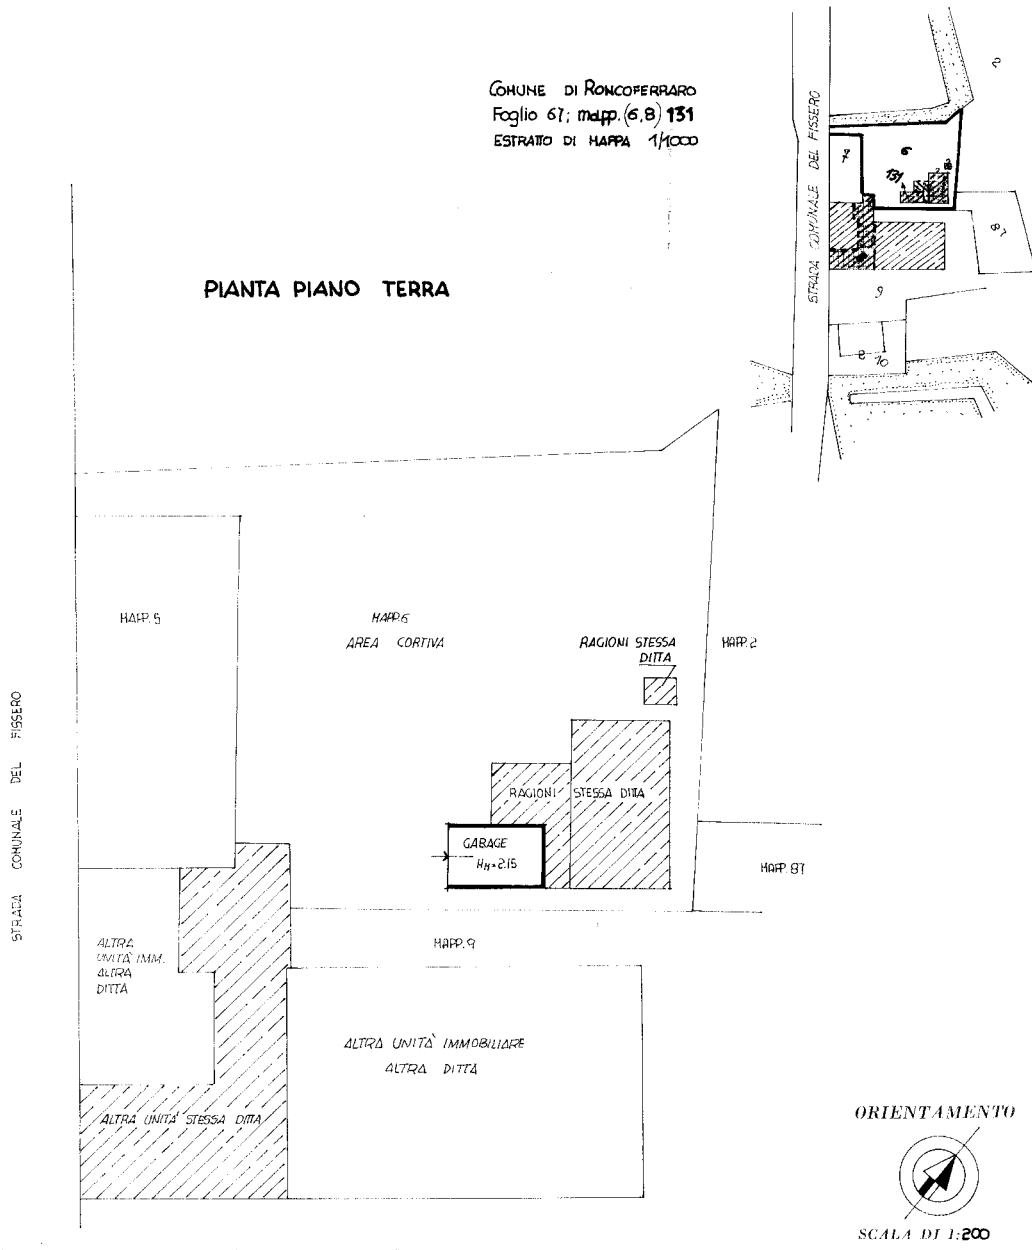 COMUNE DI RONCOFERRARO
Foglio 67; mapp. (6,8) 131
ESTRATTO DI MAPPA 1/1000
STRADA COMUNALE DEL FISSERO
2
7
6
131
87
9
8
10
PIANTA PIANO TERRA
MAPP. 5
MAPP. 6
AREA CORTIVA
RAGIONI STESSA
DITTA
MAPP. 2
STRADA COMUNALE DEL FISSERO
RAGIONI STESSA DITTA
GARAGE
HM=2.15
MAPP. 87
ALTRA
UNITÀ IMM.
ALTRA
DITTA
MAPP. 9
ALTRA UNITÀ IMMOBILIARE
ALTRA DITTA
ALTRA UNITÀ STESSA DITTA
ORIENTAMENTO
SCALA DI 1:200